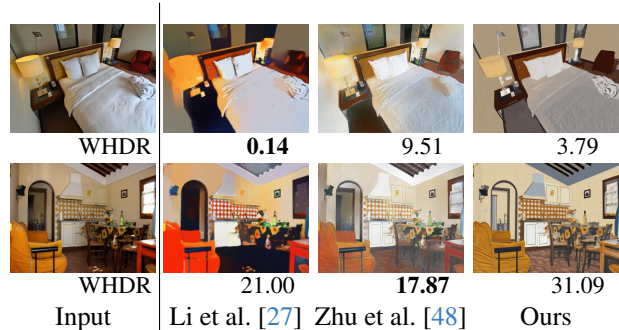 WHDR 0.14 9.51 3.79
WHDR 21.00 17.87 31.09
Input Li et al. [27] Zhu et al. [48] Ours